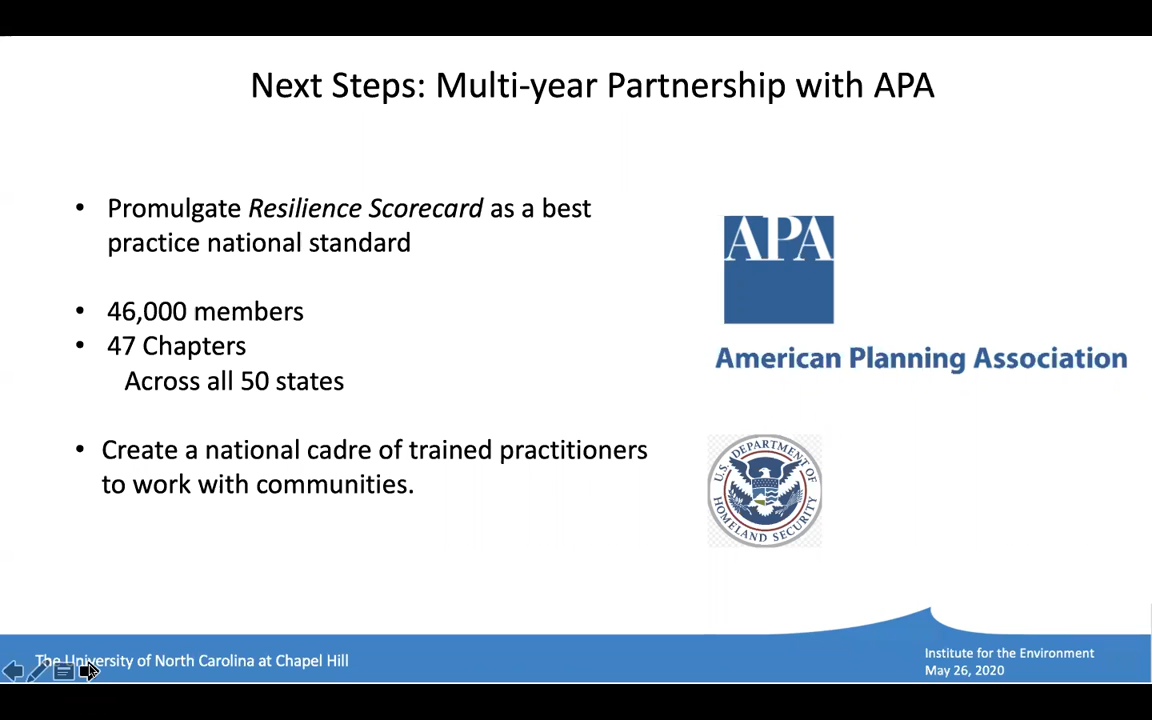 Next Steps: Multi-year Partnership with APA
• Promulgate Resilience Scorecard as a best
practice national standard
• 46,000 members
• 47 Chapters
Across all 50 states
• Create a national cadre of trained practitioners
to work with communities.
APA
American Planning Association
U.S. DEPARTMENT OF
HOMELAND SECURITY
The University of North Carolina at Chapel Hill
Institute for the Environment
May 26, 2020